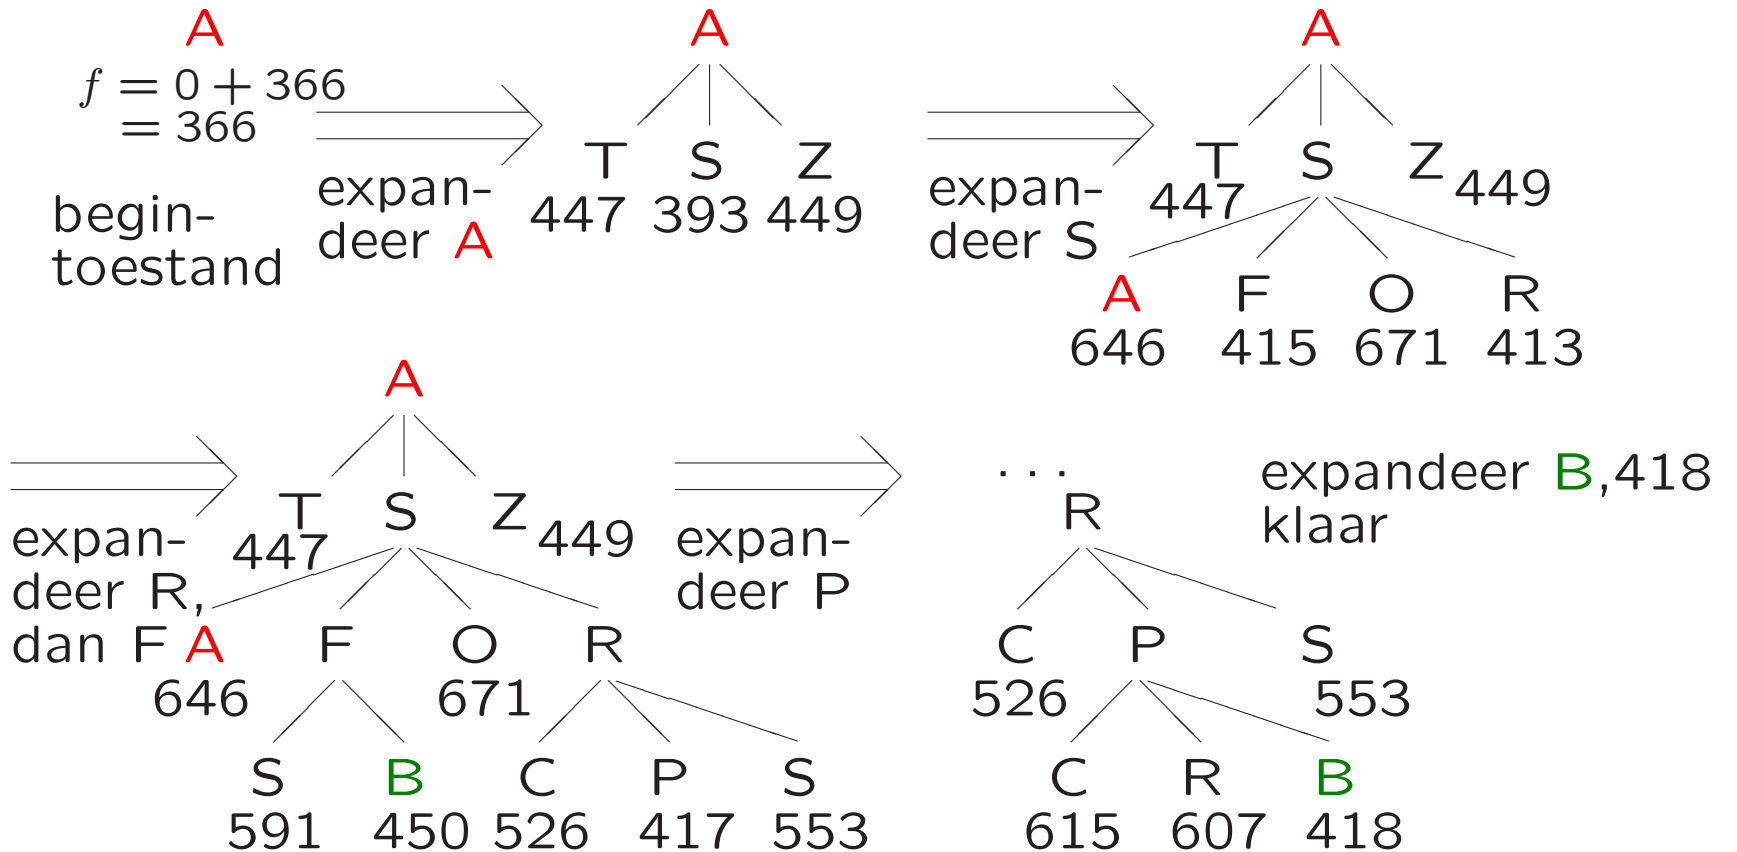 A
f = 0 + 366
= 366
begin-
toestand
expan-
deer A
A
T S Z
447 393 449
expan-
deer S
A
T S Z
447 449
A F O R
646 415 671 413
expan-
deer R,
dan F
A
T S Z
447 449
A F O R
646 671
S B C P S
591 450 526 417 553
expan-
deer P
. . .
R
C P S
526 553
C R B
615 607 418
expandeer B,418
klaar